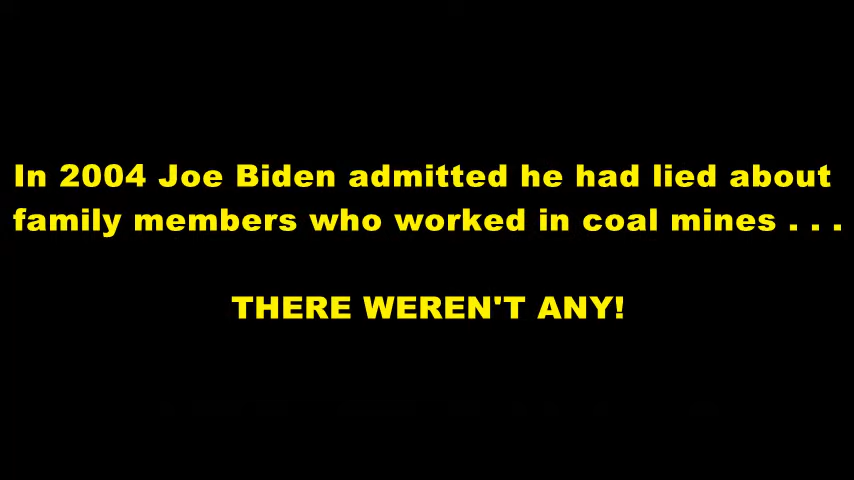 In 2004 Joe Biden admitted he had lied about
family members who worked in coal mines . . .
THERE WEREN'T ANY!